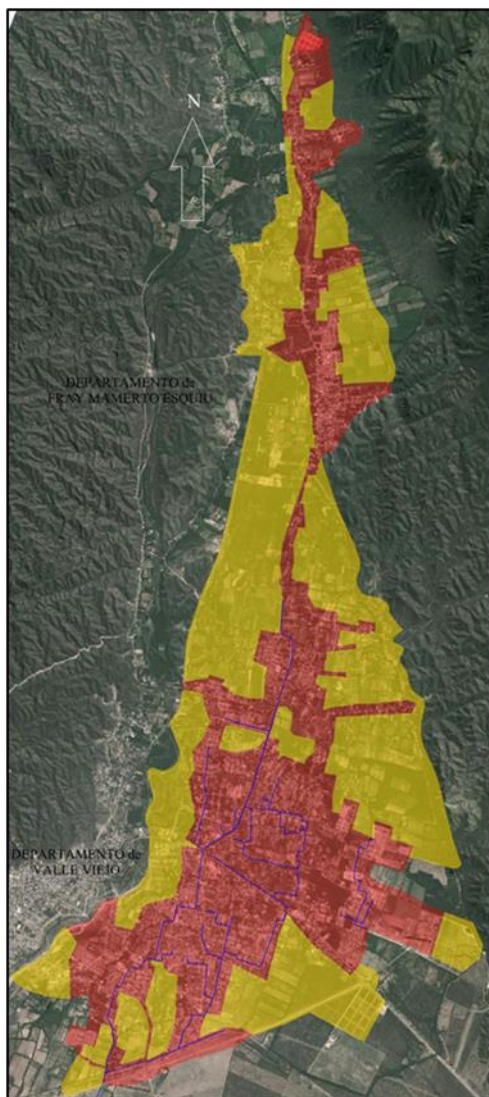 N
DEPARTAMENTO de
FRAY MAMERTO ESQUIU
DEPARTAMENTO de
VALLE VIEJO